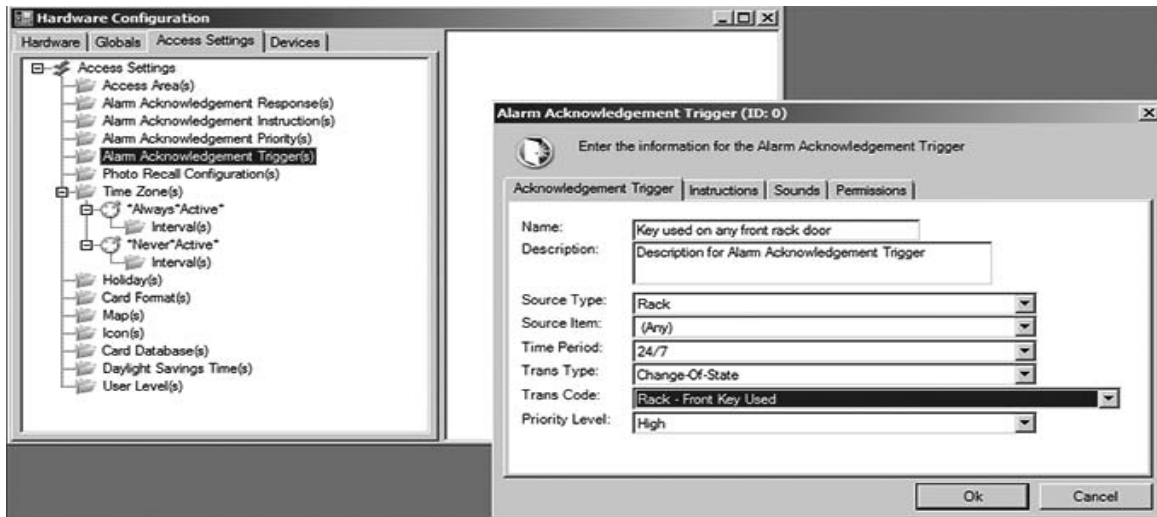 Hardware Configuration
Hardware Globals Access Settings Devices
Access Settings
Access Area(s)
Alarm Acknowledgement Response(s)
Alarm Acknowledgement Instruction(s)
Alarm Acknowledgement Priority(s)
Alarm Acknowledgement Trigger(s)
Photo Recall Configuration(s)
Time Zone(s)
*Always*Active*
Interval(s)
*Never*Active*
Interval(s)
Holiday(s)
Card Format(s)
Map(s)
Icon(s)
Card Database(s)
Daylight Savings Time(s)
User Level(s)
Alarm Acknowledgement Trigger (ID: 0)
Enter the information for the Alarm Acknowledgement Trigger
Acknowledgement Trigger Instructions Sounds Permissions
Name: Key used on any front rack door
Description: Description for Alarm Acknowledgement Trigger
Source Type: Rack
Source Item: (Any)
Time Period: 24/7
Trans Type: Change-Of-State
Trans Code: Rack - Front Key Used
Priority Level: High
Ok Cancel